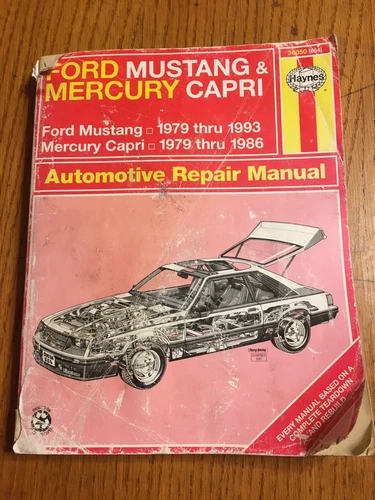 36050 (654)
FORD MUSTANG &
MERCURY CAPRI
Haynes
Ford Mustang □ 1979 thru 1993
Mercury Capri □ 1979 thru 1986
Automotive Repair Manual
EVERY MANUAL BASED ON A
COMPLETE TEARDOWN
AND REBUILD